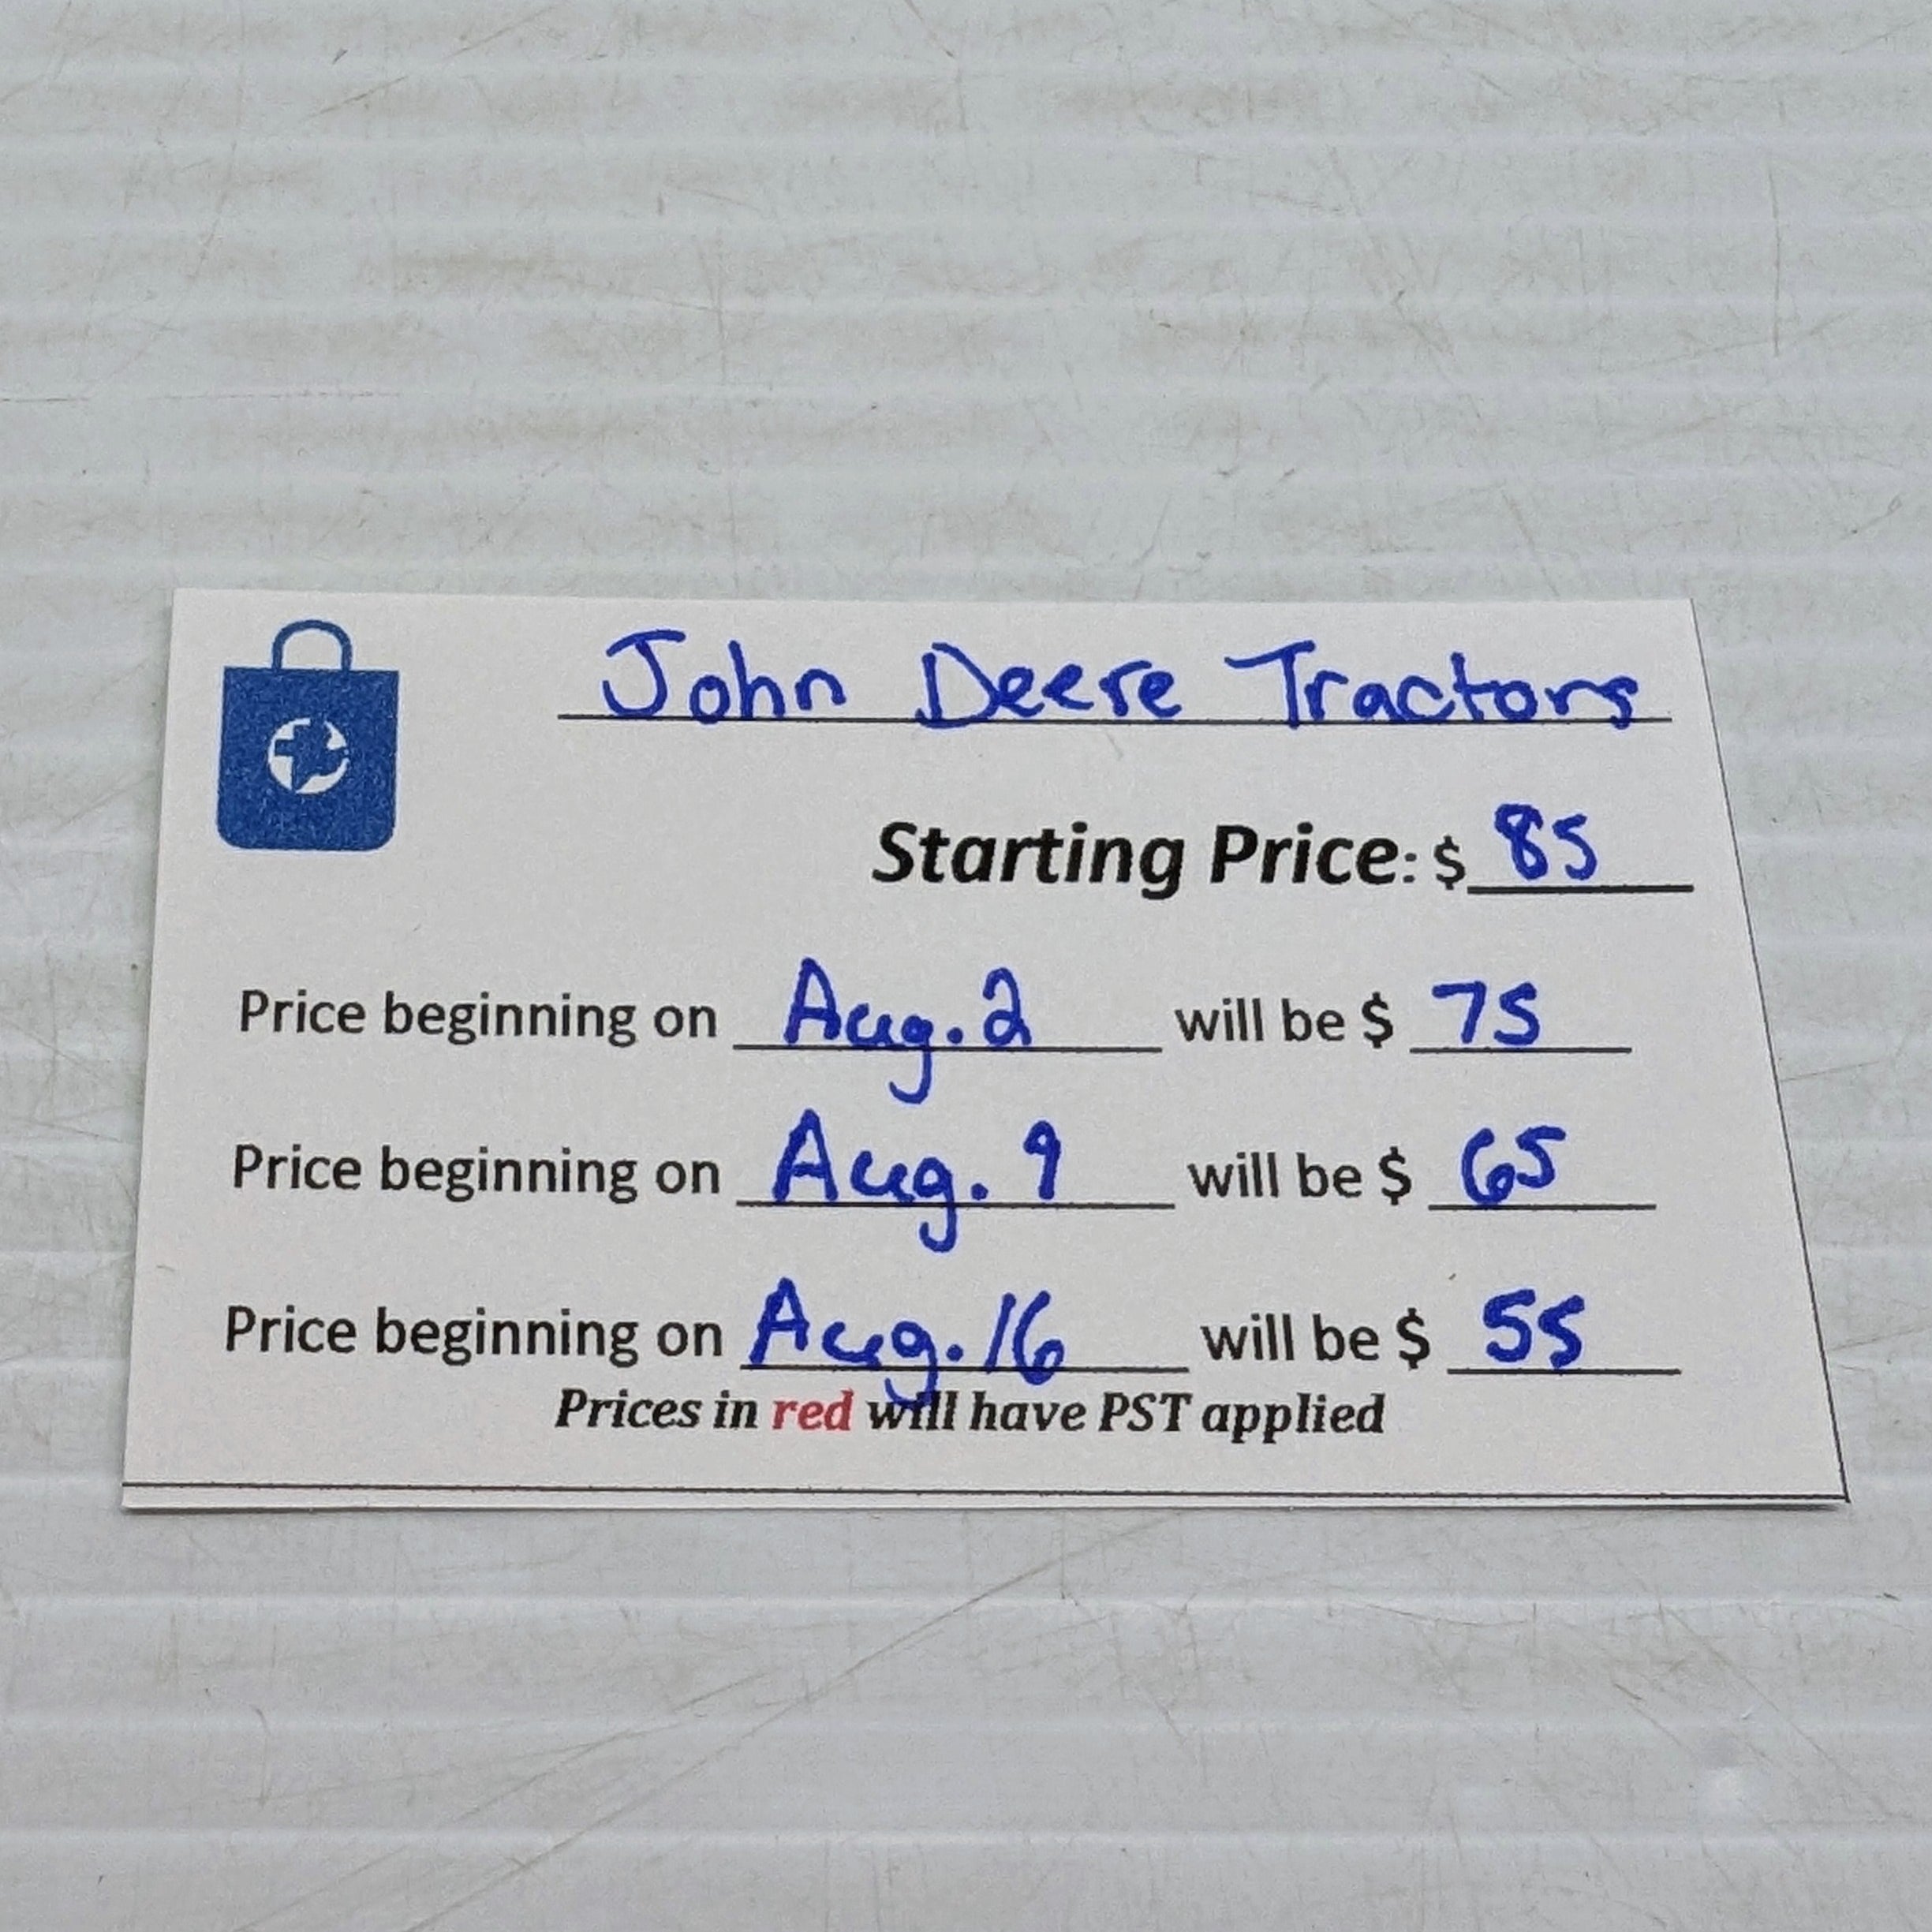 John Deere Tractors
Starting Price: $ 85
Price beginning on Aug. 2 will be $ 75
Price beginning on Aug. 9 will be $ 65
Price beginning on Aug. 16 will be $ 55
Prices in red will have PST applied